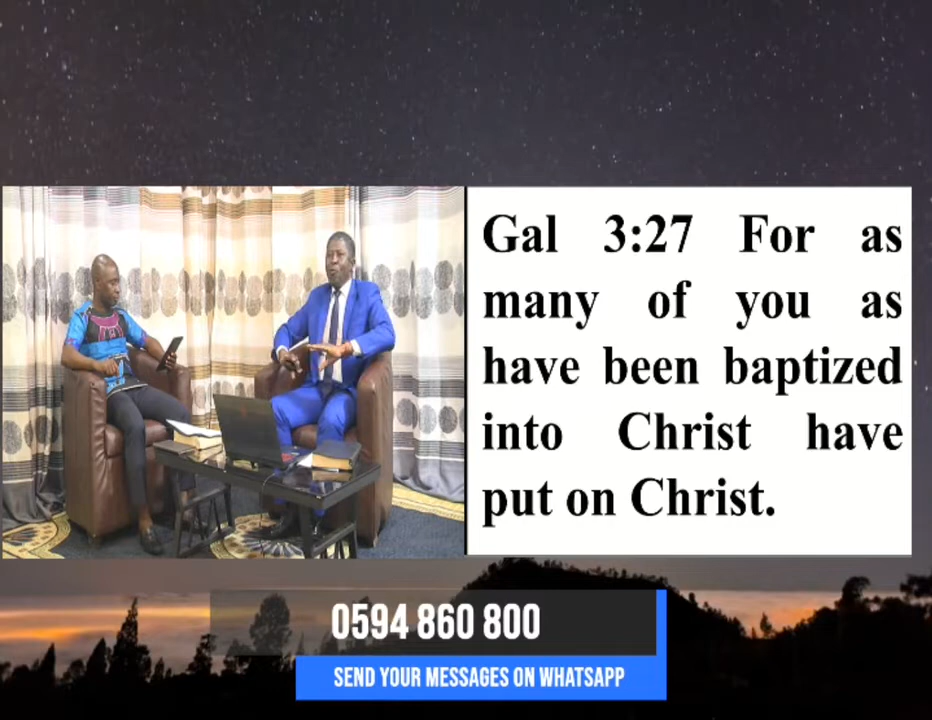 Gal 3:27 For as
many of you as
have been baptized
into Christ have
put on Christ.
0594 860 800
SEND YOUR MESSAGES ON WHATSAPP